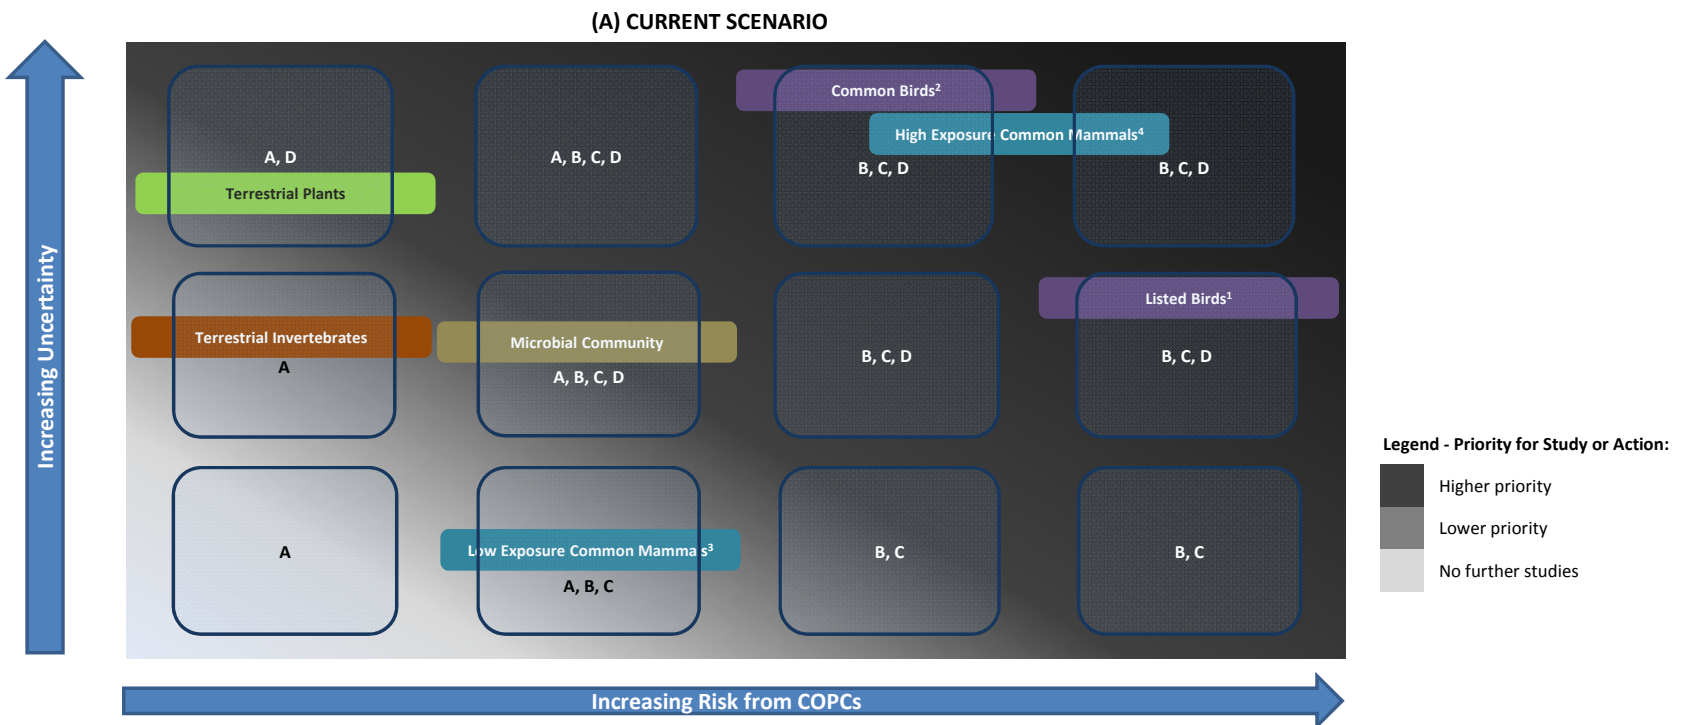 (A) CURRENT SCENARIO
Increasing Uncertainty
Common Birds²
High Exposure Common Mammals⁴
A, D
A, B, C, D
B, C, D
B, C, D
Terrestrial Plants
Listed Birds¹
Terrestrial Invertebrates
Microbial Community
A
A, B, C, D
B, C, D
B, C, D
Low Exposure Common Mammals³
A
A, B, C
B, C
B, C
Increasing Risk from COPCs
Legend - Priority for Study or Action:
Higher priority
Lower priority
No further studies